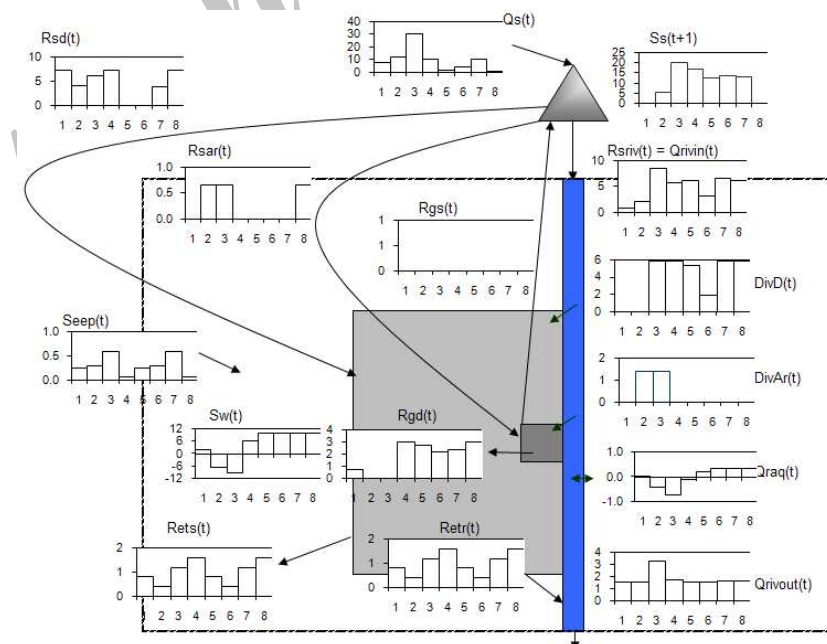 Rsd(t)
10
5
0
1 2 3 4 5 6 7 8
Qs(t)
40
30
20
10
0
1 2 3 4 5 6 7 8
Ss(t+1)
25
20
15
10
5
0
1 2 3 4 5 6 7 8
Rsar(t)
1.0
0.5
0.0
1 2 3 4 5 6 7 8
Rgs(t)
1
1
0
1 2 3 4 5 6 7 8
Rsriv(t) = Qrivin(t)
10
5
0
1 2 3 4 5 6 7 8
DivD(t)
6
4
2
0
1 2 3 4 5 6 7 8
Seep(t)
1.0
0.5
0.0
1 2 3 4 5 6 7 8
DivAr(t)
2
1
0
1 2 3 4 5 6 7 8
Sw(t)
12
6
0
-6
-12
1 2 3 4 5 6 7 8
Rgd(t)
4
3
2
1
0
1 2 3 4 5 6 7 8
Qraq(t)
1.0
0.0
-1.0
1 2 3 4 5 6 7 8
Rets(t)
2
1
0
2 3 4 5 6 7 8
Retr(t)
2
1
0
1 2 3 4 5 6 7 8
Qrivout(t)
4
3
2
1
0
1 2 3 4 5 6 7 8